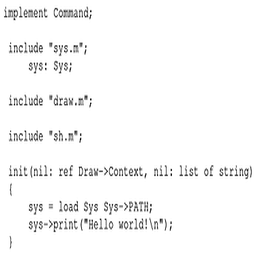 implement Command;
include "sys.m";
sys: Sys;
include "draw.m";
include "sh.m";
init(nil: ref Draw->Context, nil: list of string)
{
sys = load Sys Sys->PATH;
sys->print("Hello world!\n");
}